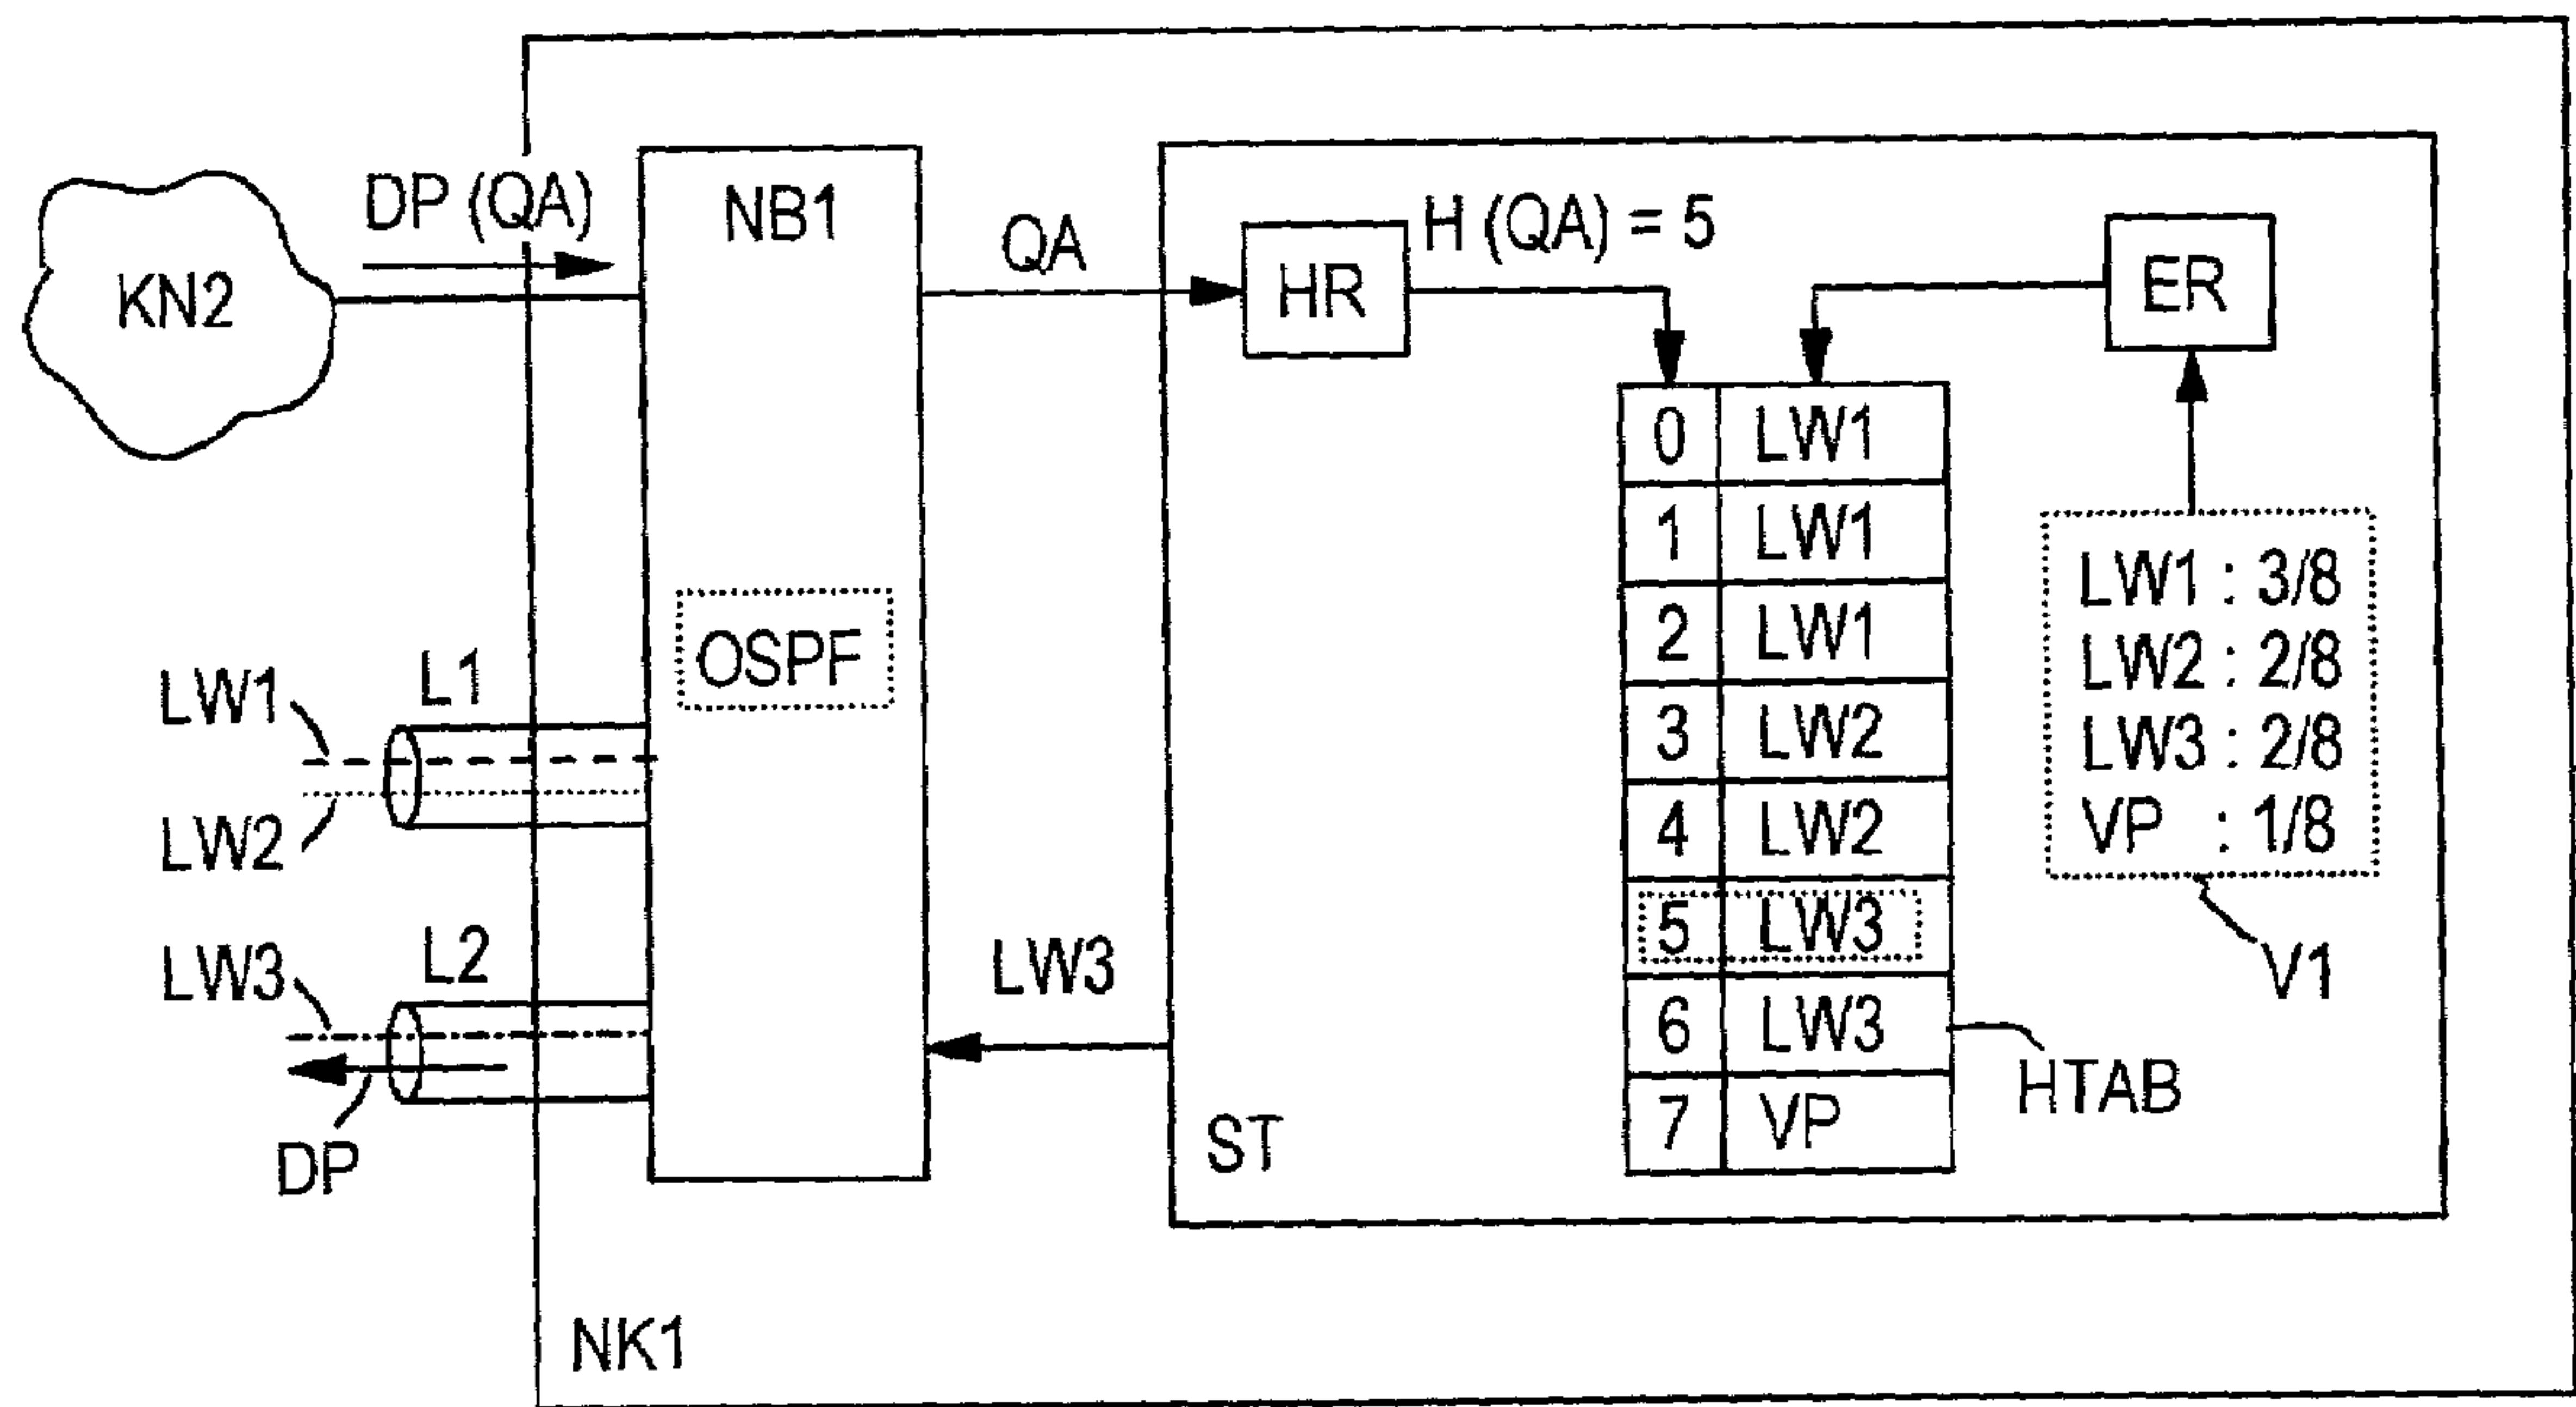 KN2
DP (QA)
NB1
OSPF
QA
HR
H (QA) = 5
ER
0 LW1
1 LW1
2 LW1
3 LW2
4 LW2
5 LW3
6 LW3
7 VP
LW1 : 3/8
LW2 : 2/8
LW3 : 2/8
VP : 1/8
V1
HTAB
LW1
L1
LW2
LW3
L2
DP
LW3
ST
NK1